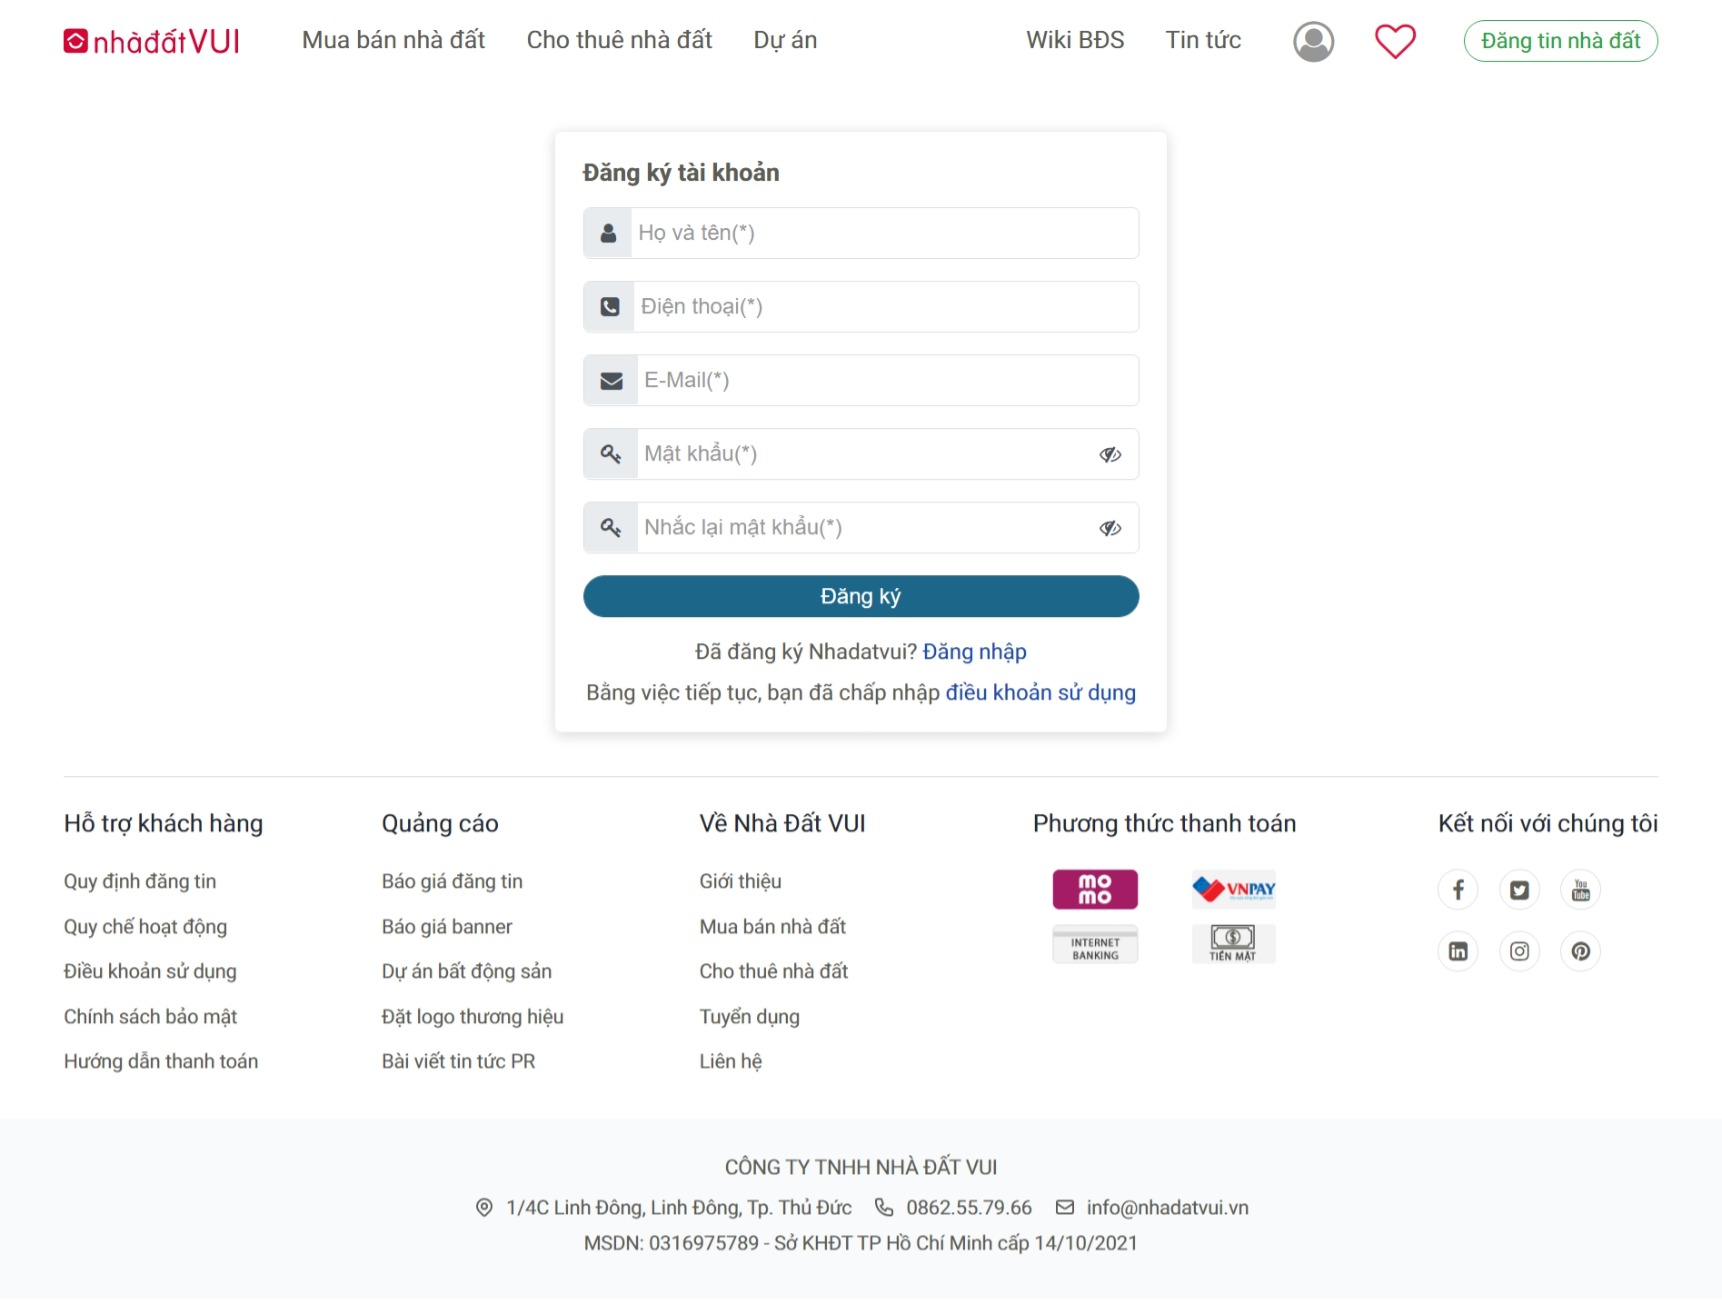 nhàđấtVUI
Mua bán nhà đất
Cho thuê nhà đất
Dự án
Wiki BĐS
Tin tức
Đăng tin nhà đất
Đăng ký tài khoản
Họ và tên(*)
Điện thoại(*)
E-Mail(*)
Mật khẩu(*)
Nhắc lại mật khẩu(*)
Đăng ký
Đã đăng ký Nhadatvui? Đăng nhập
Bằng việc tiếp tục, bạn đã chấp nhập điều khoản sử dụng
Hỗ trợ khách hàng
Quy định đăng tin
Quy chế hoạt động
Điều khoản sử dụng
Chính sách bảo mật
Hướng dẫn thanh toán
Quảng cáo
Báo giá đăng tin
Báo giá banner
Dự án bất động sản
Đặt logo thương hiệu
Bài viết tin tức PR
Về Nhà Đất VUI
Giới thiệu
Mua bán nhà đất
Cho thuê nhà đất
Tuyển dụng
Liên hệ
Phương thức thanh toán
MOMO
VNPAY
INTERNET
BANKING
TIỀN MẶT
Kết nối với chúng tôi
You
Tube
CÔNG TY TNHH NHÀ ĐẤT VUI
1/4C Linh Đông, Linh Đông, Tp. Thủ Đức 0862.55.79.66 info@nhadatvui.vn
MSDN: 0316975789 - Sở KHĐT TP Hồ Chí Minh cấp 14/10/2021